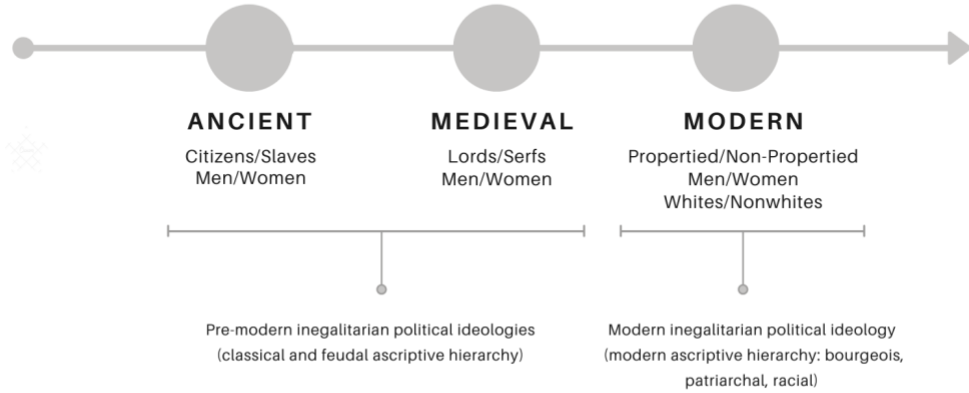 ANCIENT
Citizens/Slaves
Men/Women
MEDIEVAL
Lords/Serfs
Men/Women
MODERN
Propertied/Non-Propertied
Men/Women
Whites/Nonwhites
Pre-modern inegalitarian political ideologies
(classical and feudal ascriptive hierarchy)
Modern inegalitarian political ideology
(modern ascriptive hierarchy: bourgeois,
patriarchal, racial)